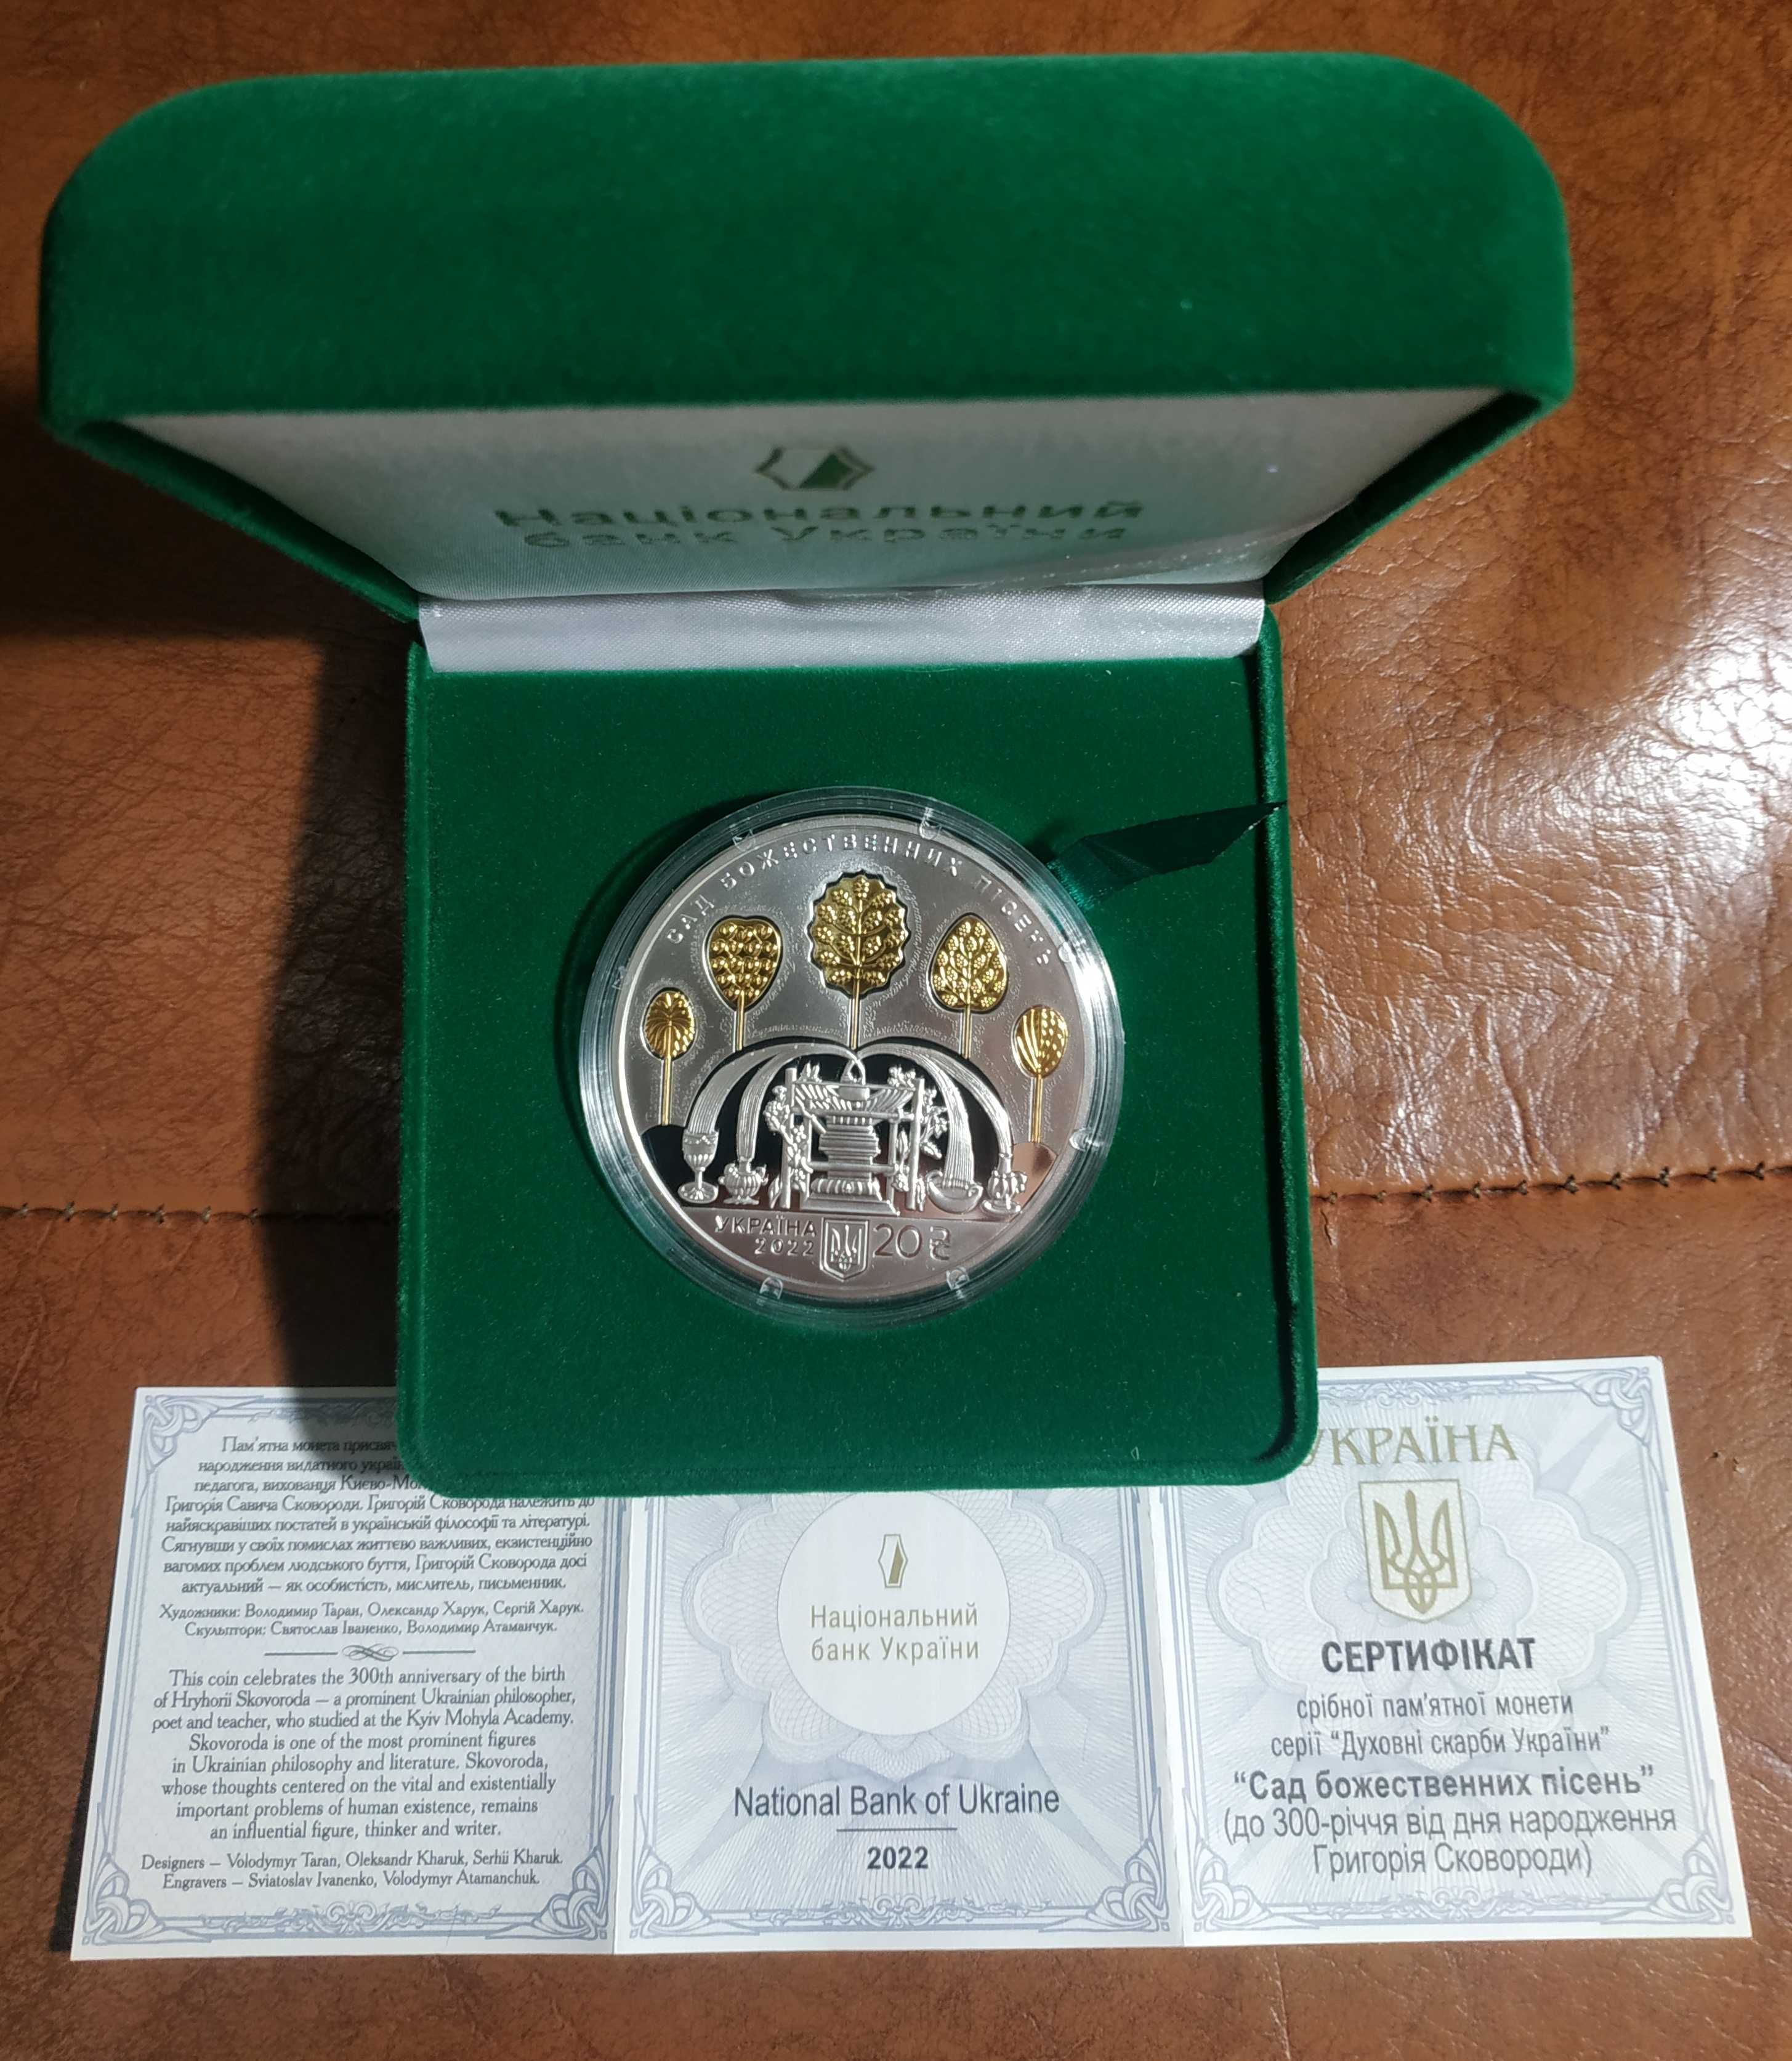 Національний
банк України
САД БОЖЕСТВЕННИХ ПІСЕНЬ
УКРАЇНА
2022
20 ₴
Пам'ятна монета
народження видатного
педагога, вихованця
Григорія Савича Сковороди. Григорій Сковорода належить до
найяскравіших постатей в українській філософії та літературі.
Сягнувши у своїх помислах життєво важливих, екзистенційно
вагомих проблем людського буття, Григорій Сковорода досі
актуальний — як особистість, мислитель, письменник.
Художники: Володимир Таран, Олександр Харук, Сергій Харук.
Скульптори: Святослав Іваненко, Володимир Атаманчук.
This coin celebrates the 300th anniversary of the birth
of Hryhorii Skovoroda — a prominent Ukrainian philosopher,
poet and teacher, who studied at the Kyiv Mohyla Academy.
Skovoroda is one of the most prominent figures
in Ukrainian philosophy and literature. Skovoroda,
whose thoughts centered on the vital and existentially
important problems of human existence, remains
an influential figure, thinker and writer.
Designers — Volodymyr Taran, Oleksandr Kharuk, Serhii Kharuk.
Engravers — Sviatoslav Ivanenko, Volodymyr Atamanchuk.
Національний
банк України
National Bank of Ukraine
2022
УКРАЇНА
СЕРТИФІКАТ
срібної пам'ятної монети
серії "Духовні скарби України"
"Сад божественних пісень"
(до 300-річчя від дня народження
Григорія Сковороди)